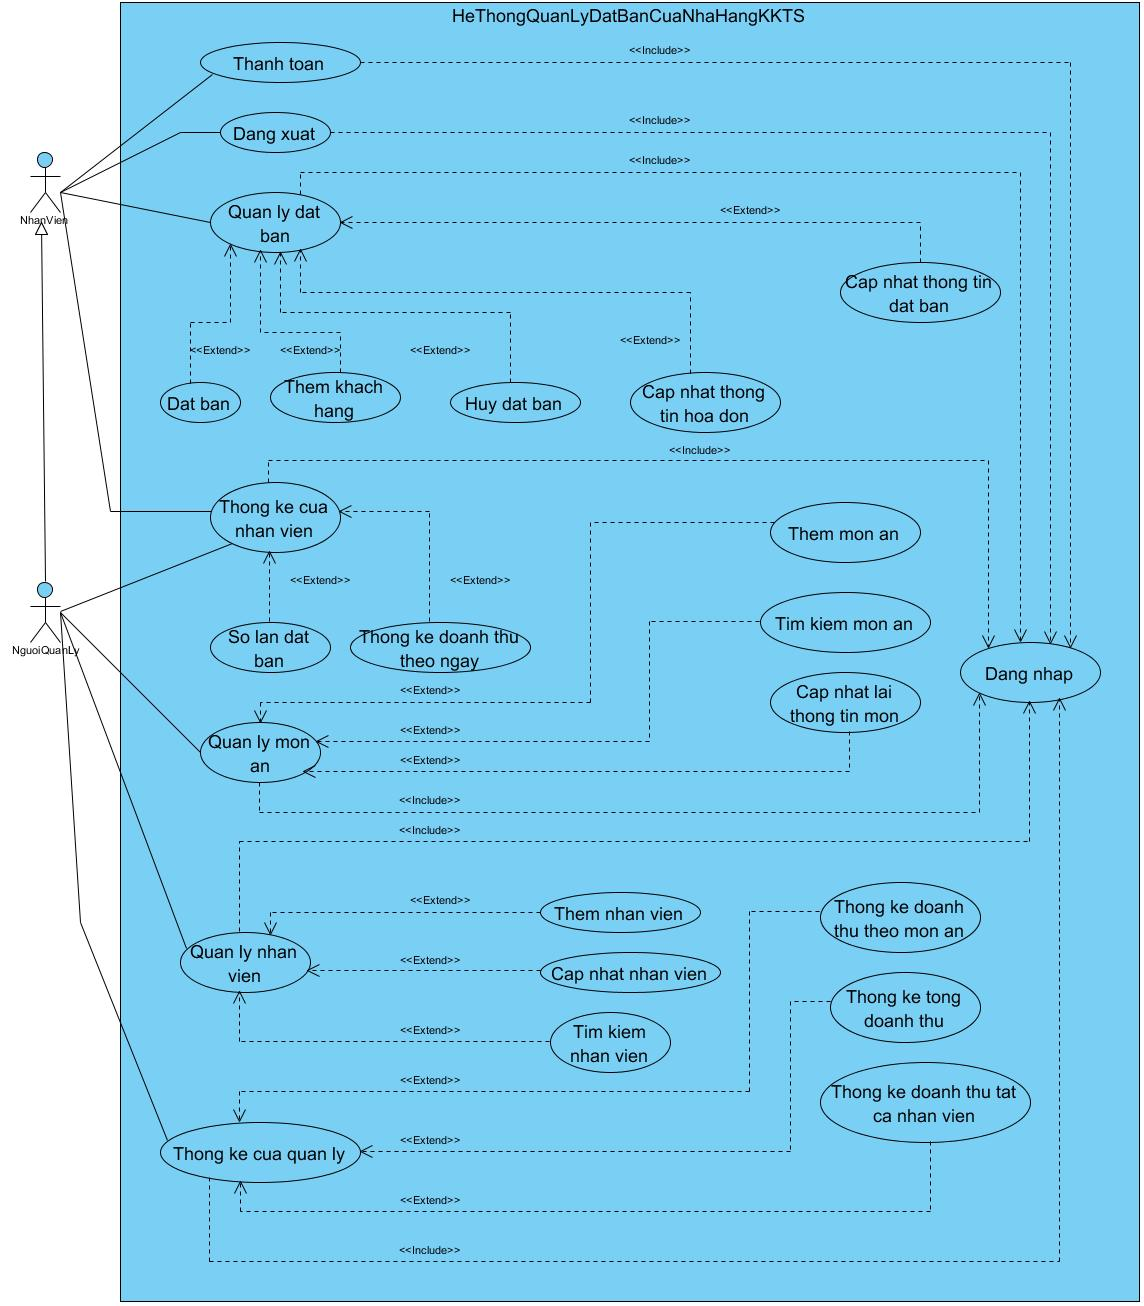 HeThongQuanLyDatBanCuaNhaHangKKTS
<<Include>>
Thanh toan
<<Include>>
Dang xuat
<<Include>>
NhanVien
Quan ly dat
ban
<<Extend>>
Cap nhat thong tin
dat ban
<<Extend>>
<<Extend>>
<<Extend>>
<<Extend>>
Dat ban
Them khach
hang
Huy dat ban
Cap nhat thong
tin hoa don
<<Include>>
Thong ke cua
nhan vien
Them mon an
<<Extend>>
<<Extend>>
NguoiQuanLy
So lan dat
ban
Thong ke doanh thu
theo ngay
Tim kiem mon an
Dang nhap
<<Extend>>
Cap nhat lai
thong tin mon
Quan ly mon
an
<<Extend>>
<<Extend>>
<<Include>>
<<Include>>
<<Extend>>
Them nhan vien
Thong ke doanh
thu theo mon an
Quan ly nhan
vien
<<Extend>>
Cap nhat nhan vien
Thong ke tong
doanh thu
<<Extend>>
Tim kiem
nhan vien
<<Extend>>
Thong ke doanh thu tat
ca nhan vien
<<Extend>>
Thong ke cua quan ly
<<Extend>>
<<Include>>